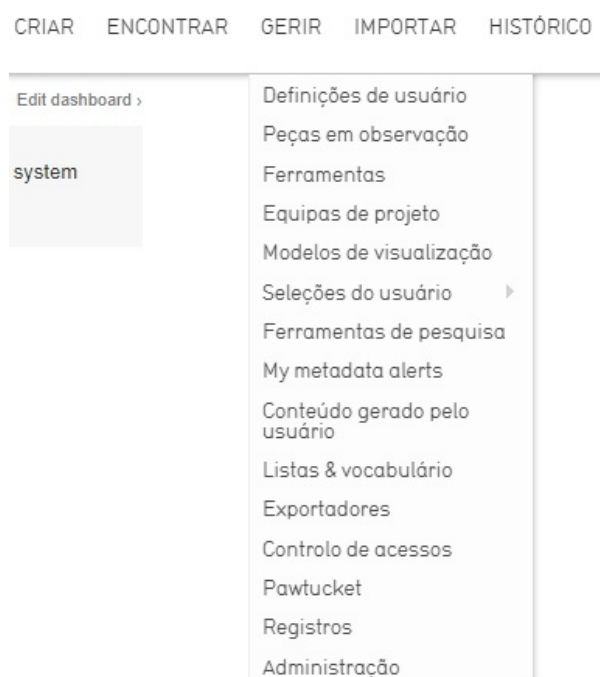 CRIAR ENCONTRAR GERIR IMPORTAR HISTÓRICO
Edit dashboard ›
system
Definições de usuário
Peças em observação
Ferramentas
Equipas de projeto
Modelos de visualização
Seleções do usuário
Ferramentas de pesquisa
My metadata alerts
Conteúdo gerado pelo
usuário
Listas & vocabulário
Exportadores
Controlo de acessos
Pawtucket
Registros
Administração